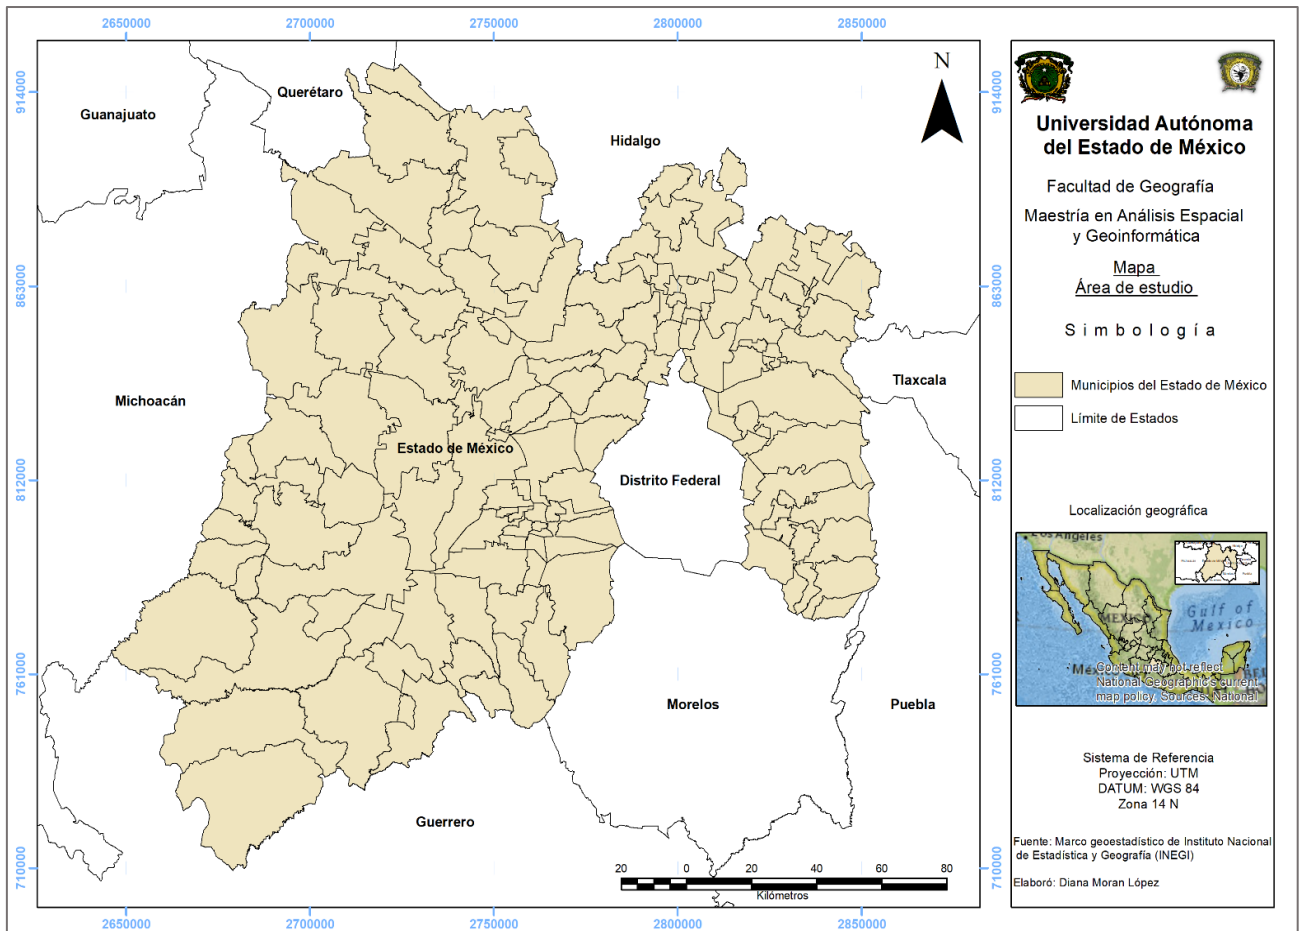 2650000
2700000
2750000
2800000
2850000
914000
863000
812000
761000
710000
914000
863000
812000
761000
710000
2650000
2700000
2750000
2800000
2850000
Guanajuato
Querétaro
Hidalgo
Michoacán
Estado de México
Distrito Federal
Tlaxcala
Morelos
Puebla
Guerrero
N
20
10
0
20
40
60
80
Kilómetros
Universidad Autónoma
del Estado de México
Facultad de Geografía
Maestría en Análisis Espacial
y Geoinformática
Mapa
Área de estudio
Simbología
Municipios del Estado de México
Límite de Estados
Localización geográfica
Los Angeles
MEXICO
Gulf of
Mexico
Content may not reflect
National Geographic's current
map policy. Sources: National
Sistema de Referencia
Proyección: UTM
DATUM: WGS 84
Zona 14 N
Fuente: Marco geoestadístico de Instituto Nacional
de Estadística y Geografía (INEGI)
Elaboró: Diana Moran López